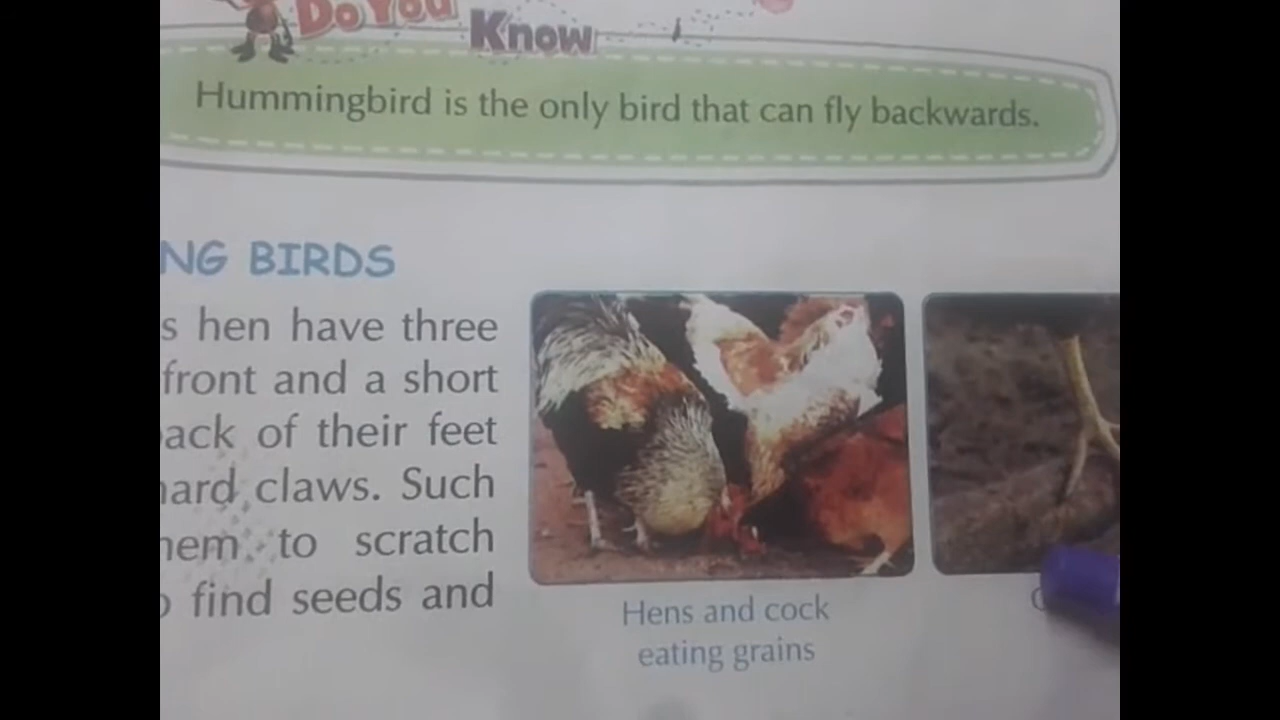 Do You
Know
Hummingbird is the only bird that can fly backwards.
NG BIRDS
s hen have three
front and a short
ack of their feet
hard claws. Such
hem to scratch
find seeds and
Hens and cock
eating grains